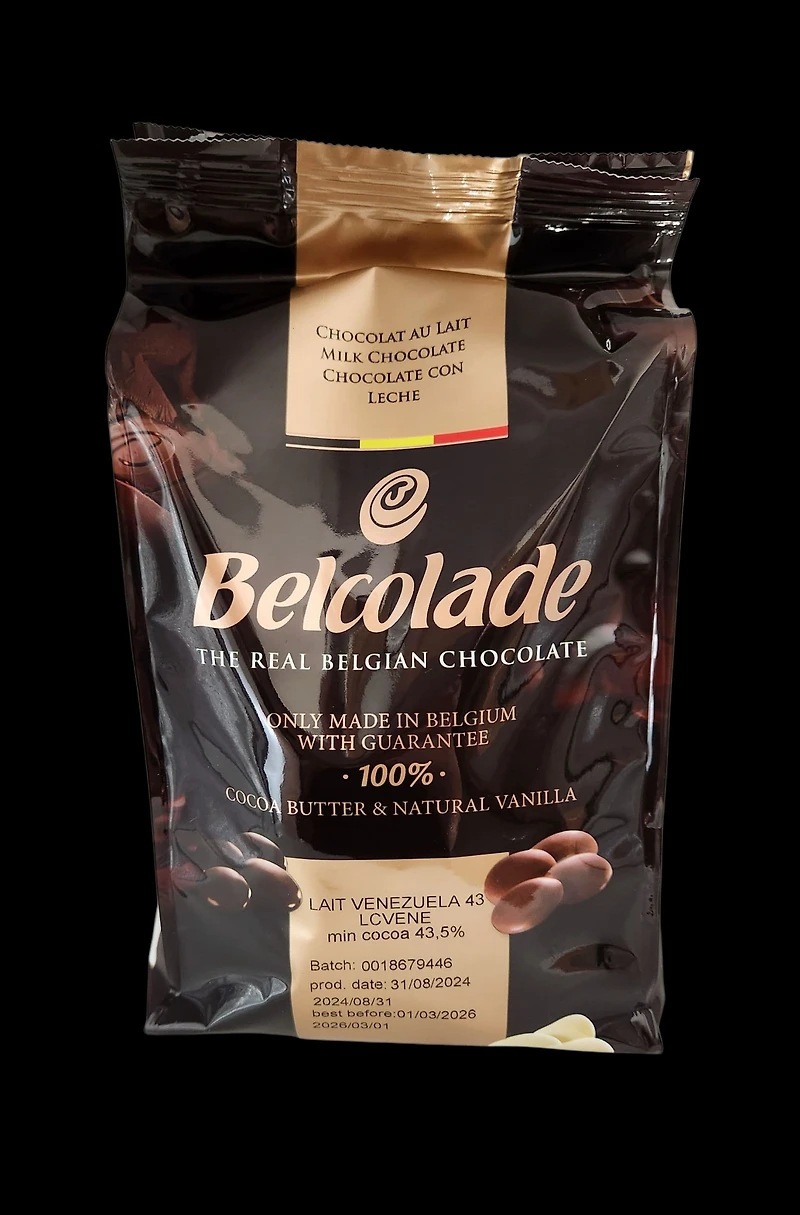 CHOCOLAT AU LAIT
MILK CHOCOLATE
CHOCOLATE CON
LECHE
Belcolade
THE REAL BELGIAN CHOCOLATE
ONLY MADE IN BELGIUM
WITH GUARANTEE
· 100% ·
COCOA BUTTER & NATURAL VANILLA
LAIT VENEZUELA 43
LCVENE
min cocoa 43,5%
Batch: 0018679446
prod. date: 31/08/2024
2024/08/31
best before:01/03/2026
2026/03/01